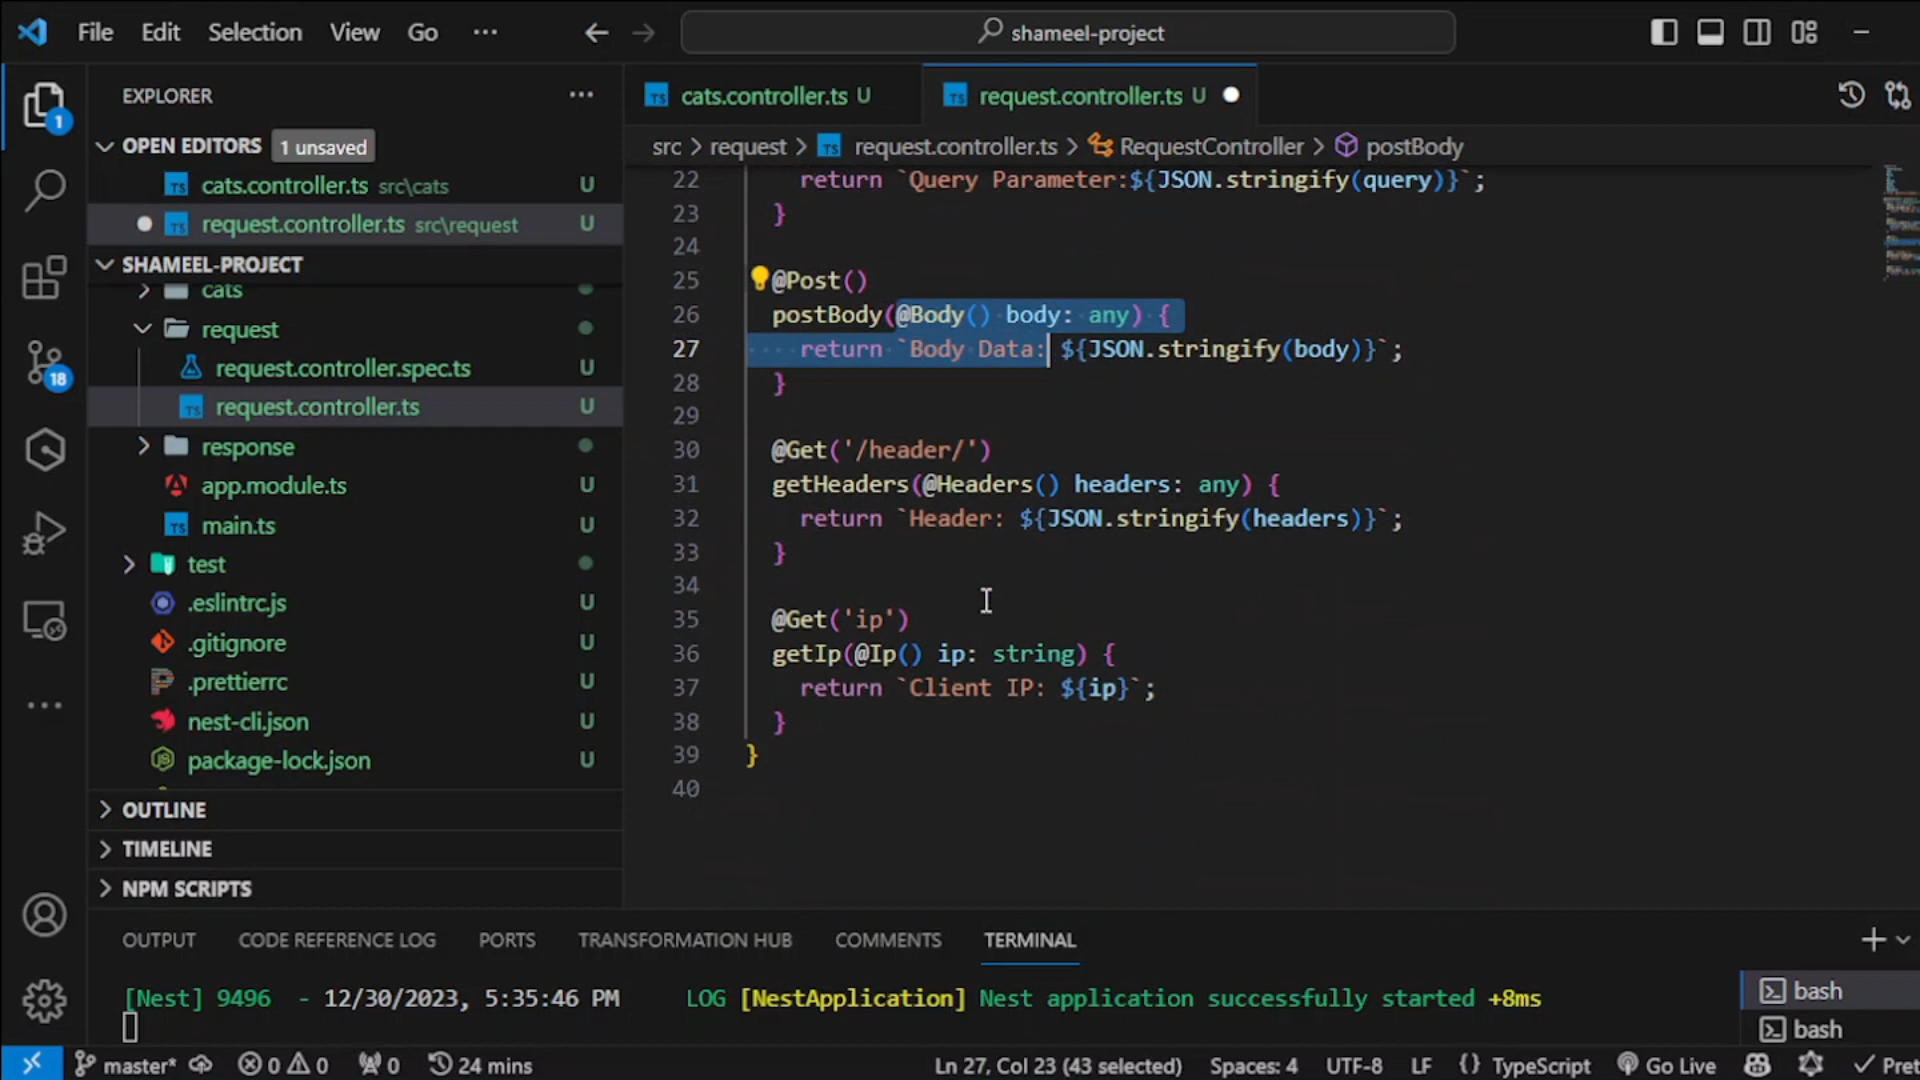 File Edit Selection View Go ··· shameel-project
EXPLORER ···
OPEN EDITORS 1 unsaved
cats.controller.ts src\cats U
request.controller.ts src\request U
SHAMEEL-PROJECT
cats
request
request.controller.spec.ts U
request.controller.ts U
response
app.module.ts U
main.ts U
test
.eslintrc.js U
.gitignore U
.prettierrc U
nest-cli.json U
package-lock.json U
OUTLINE
TIMELINE
NPM SCRIPTS
1
18
cats.controller.ts U request.controller.ts U
src > request > TS request.controller.ts > RequestController > postBody
22 return `Query Parameter:${JSON.stringify(query)}`;
23 }
24
25 @Post()
26 postBody(@Body() body: any) {
27 return `Body Data: ${JSON.stringify(body)}`;
28 }
29
30 @Get('/header/')
31 getHeaders(@Headers() headers: any) {
32 return `Header: ${JSON.stringify(headers)}`;
33 }
34
35 @Get('ip')
36 getIp(@Ip() ip: string) {
37 return `Client IP: ${ip}`;
38 }
39 }
40
OUTPUT CODE REFERENCE LOG PORTS TRANSFORMATION HUB COMMENTS TERMINAL
[Nest] 9496 - 12/30/2023, 5:35:46 PM LOG [NestApplication] Nest application successfully started +8ms
bash
bash
master* 0 0 0 24 mins Ln 27, Col 23 (43 selected) Spaces: 4 UTF-8 LF {} TypeScript Go Live Pret